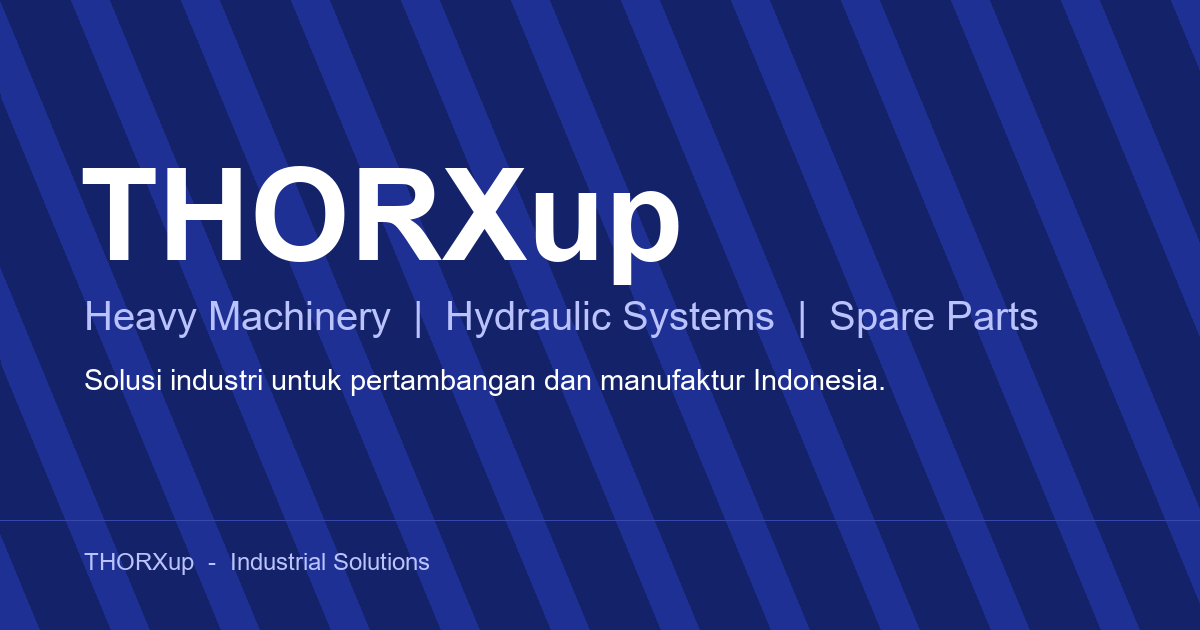 THORXup
Heavy Machinery | Hydraulic Systems | Spare Parts
Solusi industri untuk pertambangan dan manufaktur Indonesia.
THORXup - Industrial Solutions